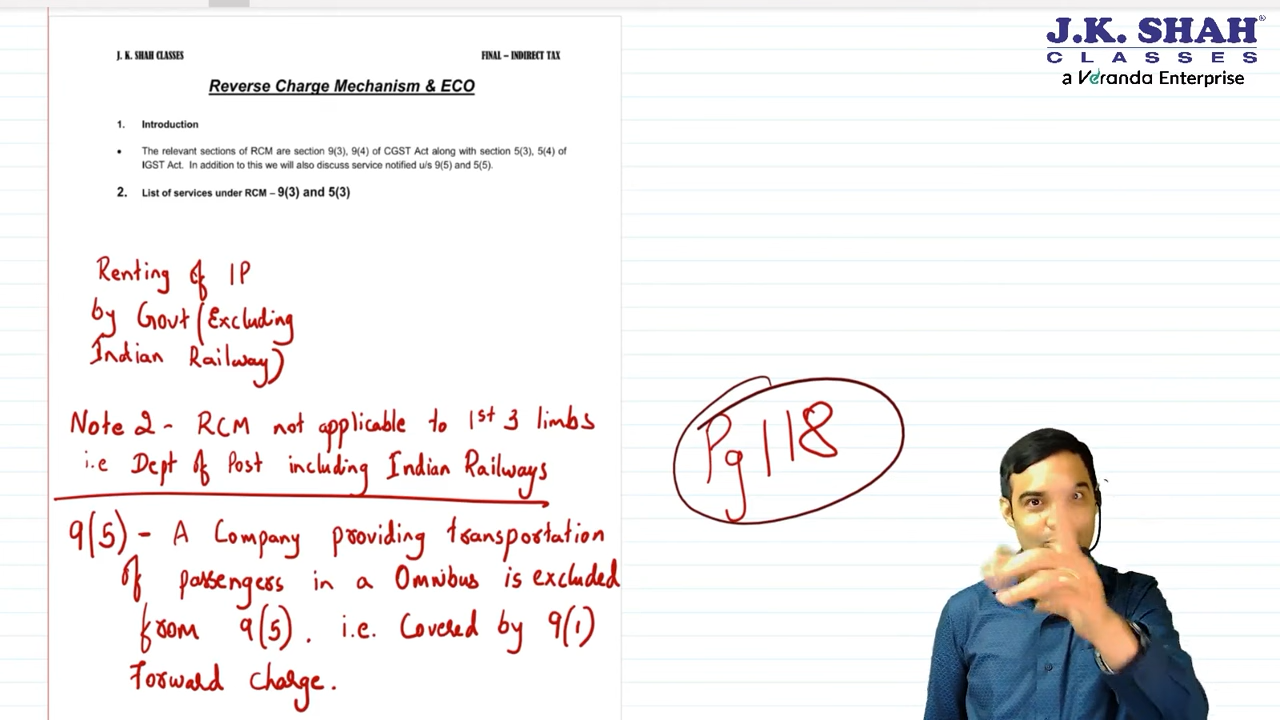 J.K. SHAH®
CLASSES
a Veranda Enterprise
J. K. SHAH CLASSES
FINAL – INDIRECT TAX
Reverse Charge Mechanism & ECO
1. Introduction
• The relevant sections of RCM are section 9(3), 9(4) of CGST Act along with section 5(3), 5(4) of
IGST Act. In addition to this we will also discuss service notified u/s 9(5) and 5(5).
2. List of services under RCM – 9(3) and 5(3)
Renting of IP
by Govt (Excluding
Indian Railway)
Note 2 - RCM not applicable to 1st 3 limbs
i.e Dept of Post including Indian Railways
9(5) - A Company providing transportation
of passengers in a Omnibus is excluded
from 9(5). i.e. Covered by 9(1)
Forward charge.
Pg 118